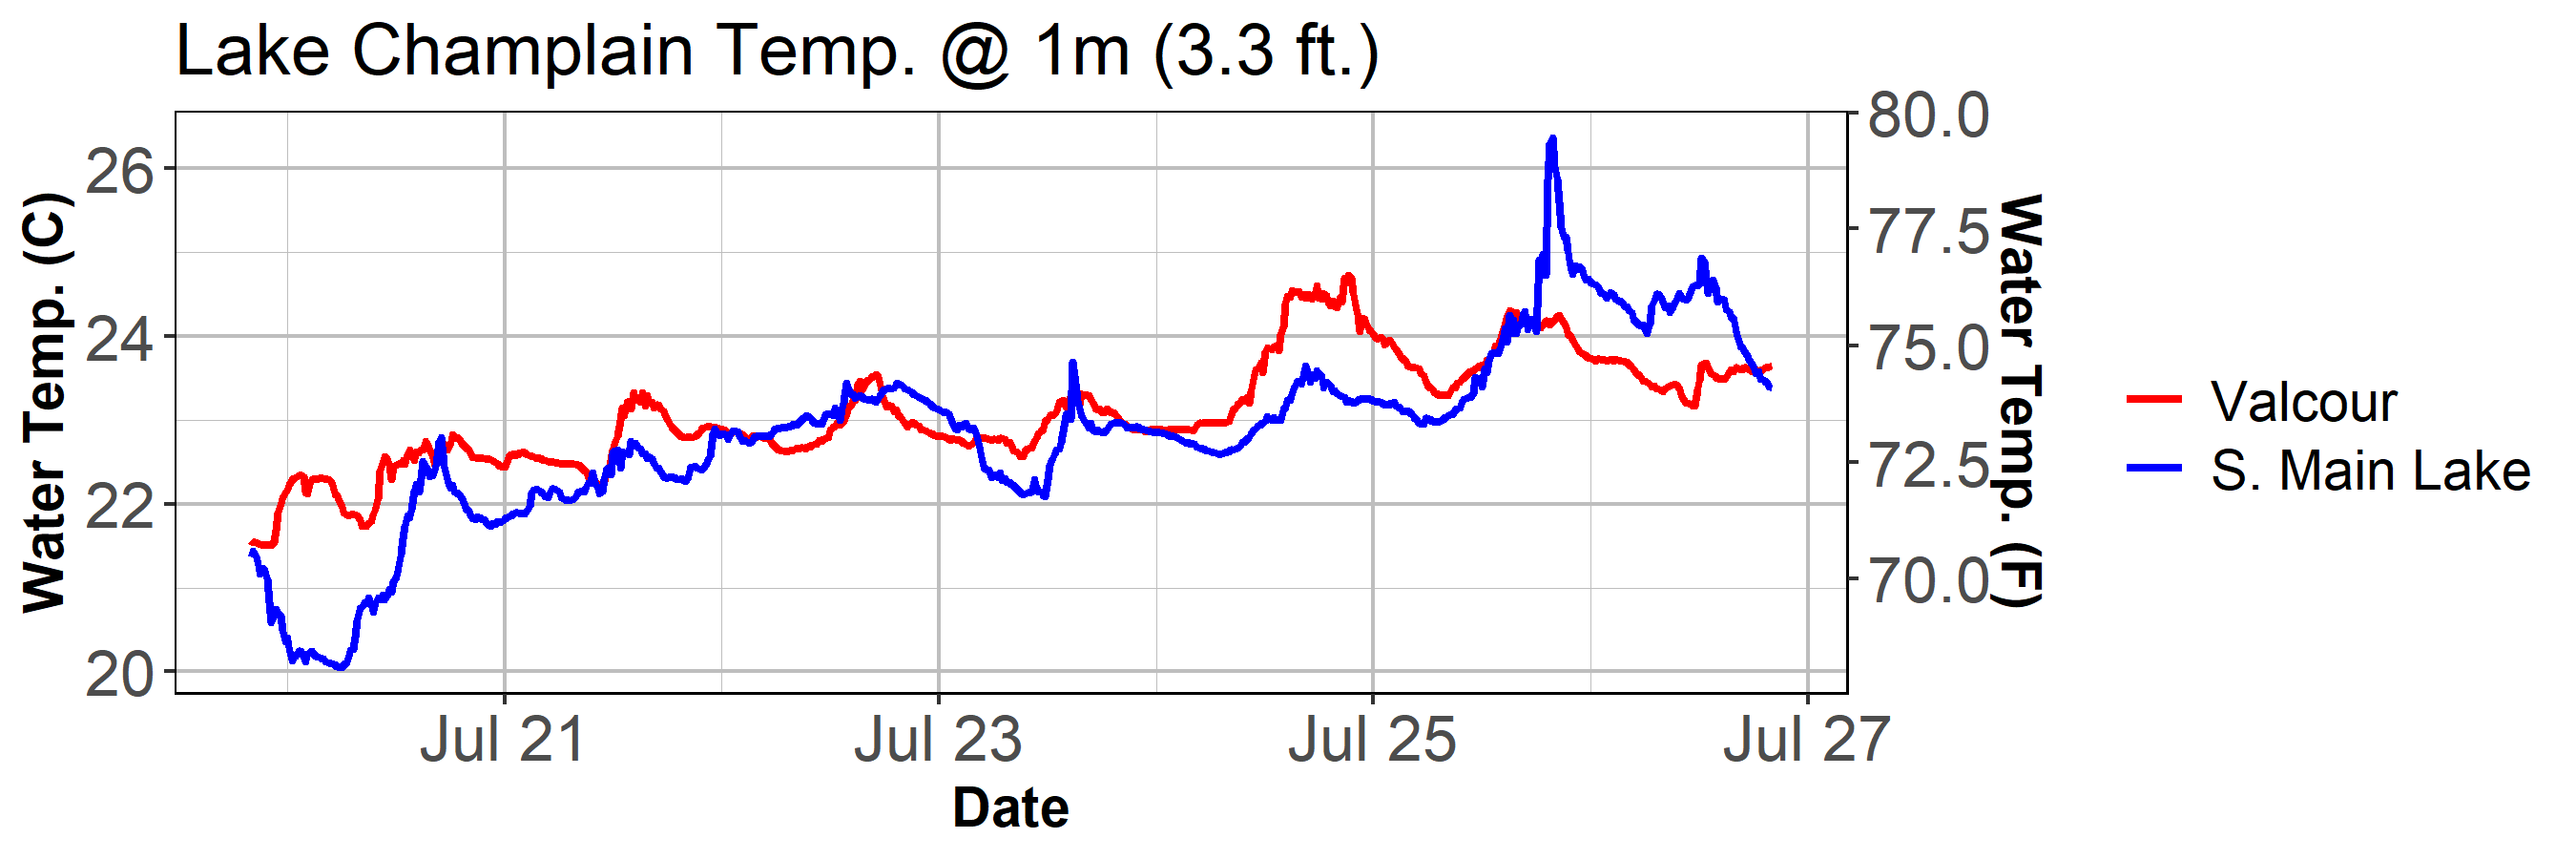 Lake Champlain Temp. @ 1m (3.3 ft.)
Water Temp. (C)
26
24
22
20
80.0
77.5
75.0
72.5
70.0
Water Temp. (F)
Jul 21 Jul 23 Jul 25 Jul 27
Date
Valcour
S. Main Lake